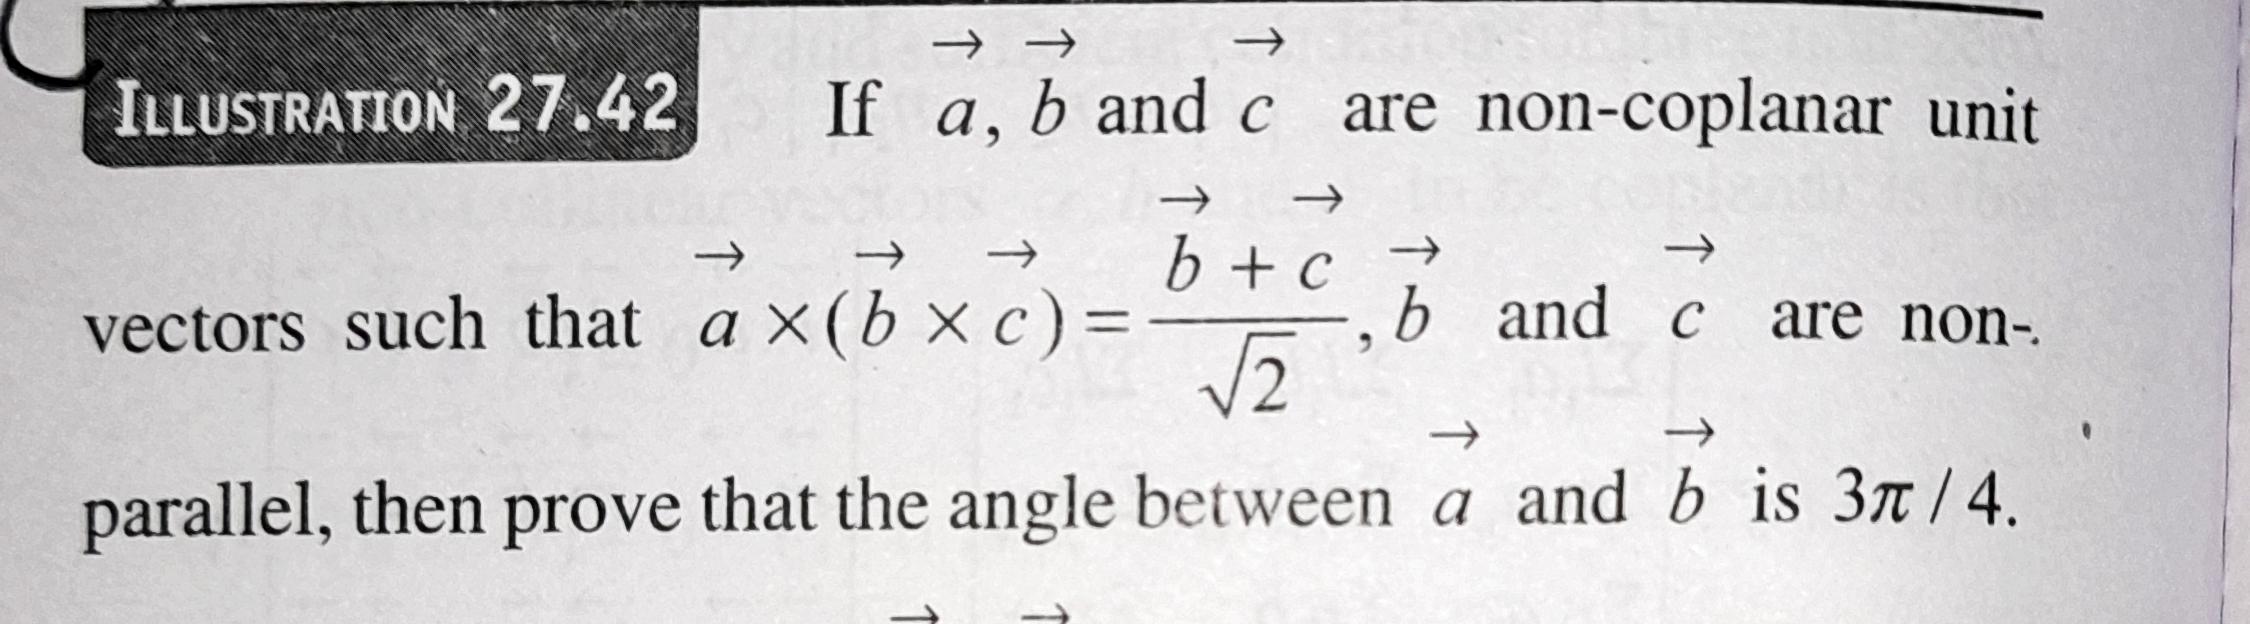 ILLUSTRATION 27.42 If →a, →b and →c are non-coplanar unit
vectors such that →a ×(→b × →c) = (→b + →c)/√2, →b and →c are non-
parallel, then prove that the angle between →a and →b is 3π / 4.